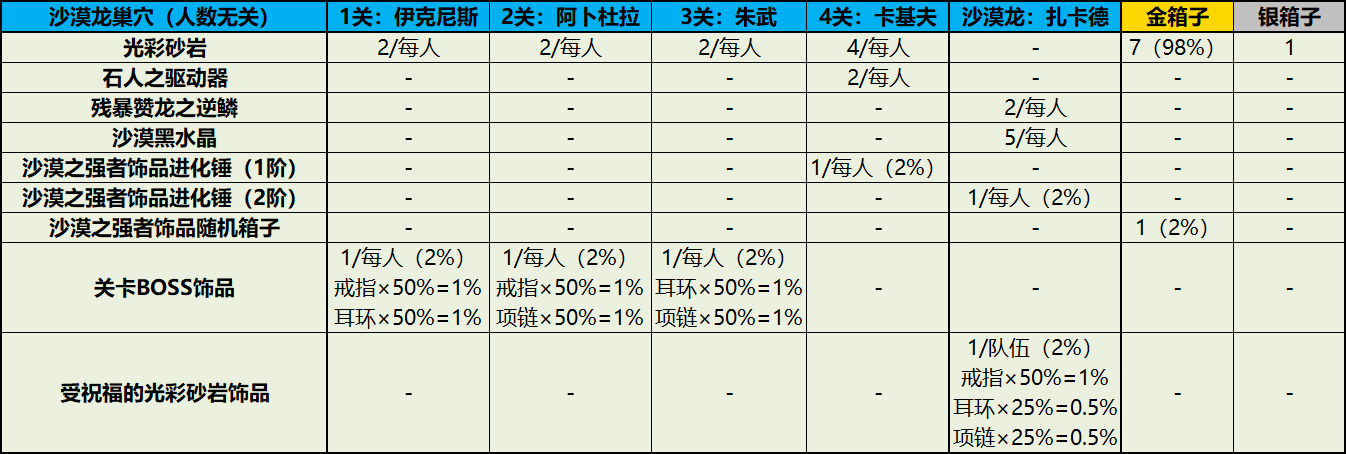 沙漠龙巢穴（人数无关） 1关：伊克尼斯 2关：阿卜杜拉 3关：朱武 4关：卡基夫 沙漠龙：扎卡德 金箱子 银箱子
光彩砂岩 2/每人 2/每人 2/每人 4/每人 - 7（98%） 1
石人之驱动器 - - - 2/每人 - - -
残暴赞龙之逆鳞 - - - - 2/每人 - -
沙漠黑水晶 - - - - 5/每人 - -
沙漠之强者饰品进化锤（1阶） - - - 1/每人（2%） - - -
沙漠之强者饰品进化锤（2阶） - - - - 1/每人（2%） - -
沙漠之强者饰品随机箱子 - - - - - 1（2%） -
关卡BOSS饰品 1/每人（2%） 1/每人（2%） 1/每人（2%） - - - -
戒指×50%=1% 戒指×50%=1% 耳环×50%=1%
耳环×50%=1% 项链×50%=1% 项链×50%=1%
受祝福的光彩砂岩饰品 - - - - 1/队伍（2%） - -
戒指×50%=1%
耳环×25%=0.5%
项链×25%=0.5%